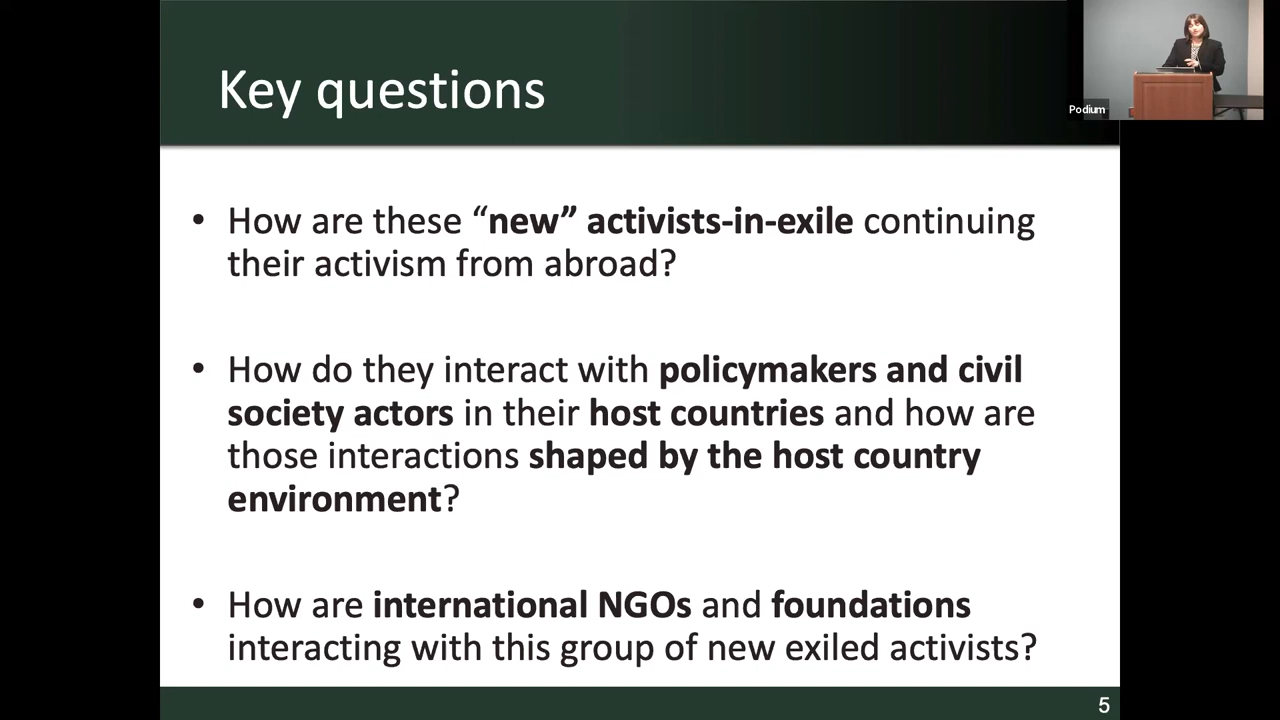 Key questions
Podium
• How are these “new” activists-in-exile continuing
their activism from abroad?
• How do they interact with policymakers and civil
society actors in their host countries and how are
those interactions shaped by the host country
environment?
• How are international NGOs and foundations
interacting with this group of new exiled activists?
5